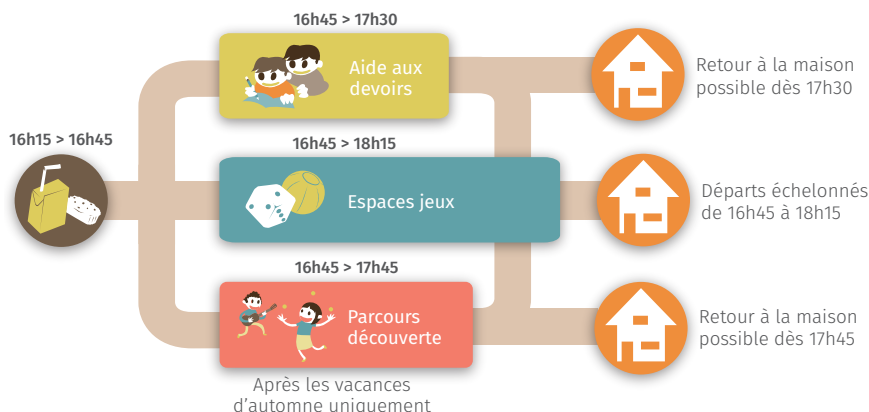 16h45 > 17h30
Aide aux
devoirs
Retour à la maison
possible dès 17h30
16h15 > 16h45
16h45 > 18h15
Espaces jeux
Départs échelonnés
de 16h45 à 18h15
16h45 > 17h45
Parcours
découverte
Retour à la maison
possible dès 17h45
Après les vacances
d'automne uniquement